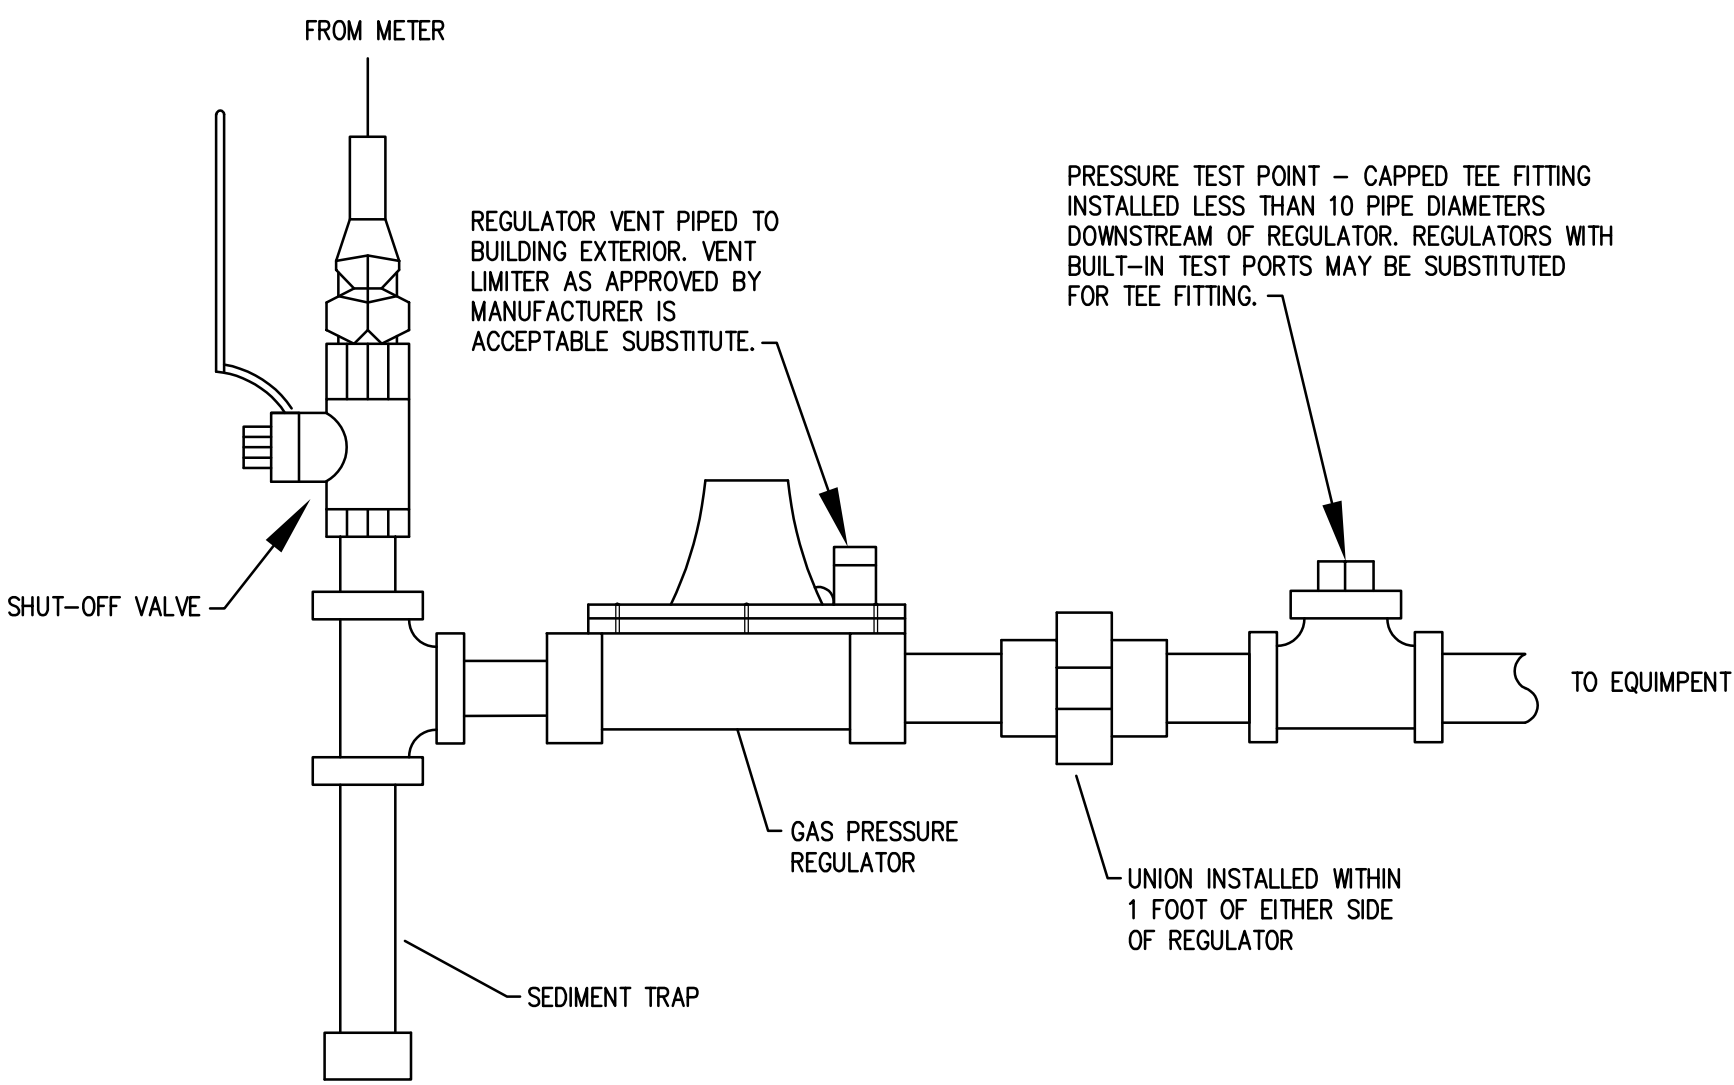 FROM METER
REGULATOR VENT PIPED TO
BUILDING EXTERIOR. VENT
LIMITER AS APPROVED BY
MANUFACTURER IS
ACCEPTABLE SUBSTITUTE.
PRESSURE TEST POINT – CAPPED TEE FITTING
INSTALLED LESS THAN 10 PIPE DIAMETERS
DOWNSTREAM OF REGULATOR. REGULATORS WITH
BUILT-IN TEST PORTS MAY BE SUBSTITUTED
FOR TEE FITTING.
SHUT-OFF VALVE
TO EQUIMPENT
GAS PRESSURE
REGULATOR
UNION INSTALLED WITHIN
1 FOOT OF EITHER SIDE
OF REGULATOR
SEDIMENT TRAP